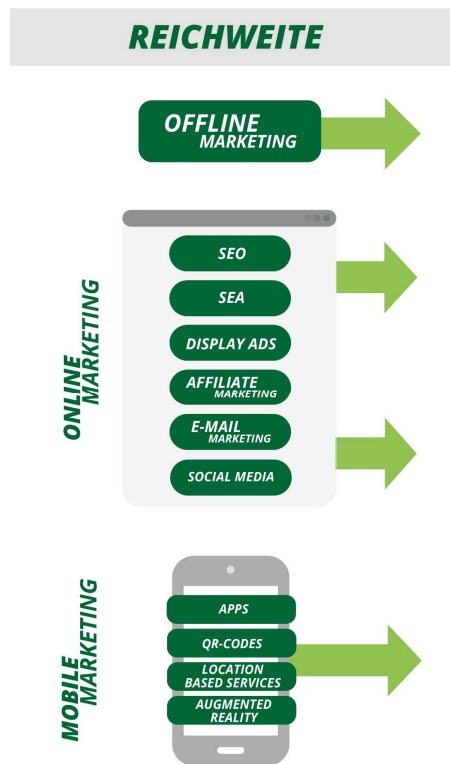 REICHWEITE
OFFLINE
MARKETING
ONLINE
MARKETING
SEO
SEA
DISPLAY ADS
AFFILIATE
MARKETING
E-MAIL
MARKETING
SOCIAL MEDIA
MOBILE
MARKETING
APPS
QR-CODES
LOCATION
BASED SERVICES
AUGMENTED
REALITY